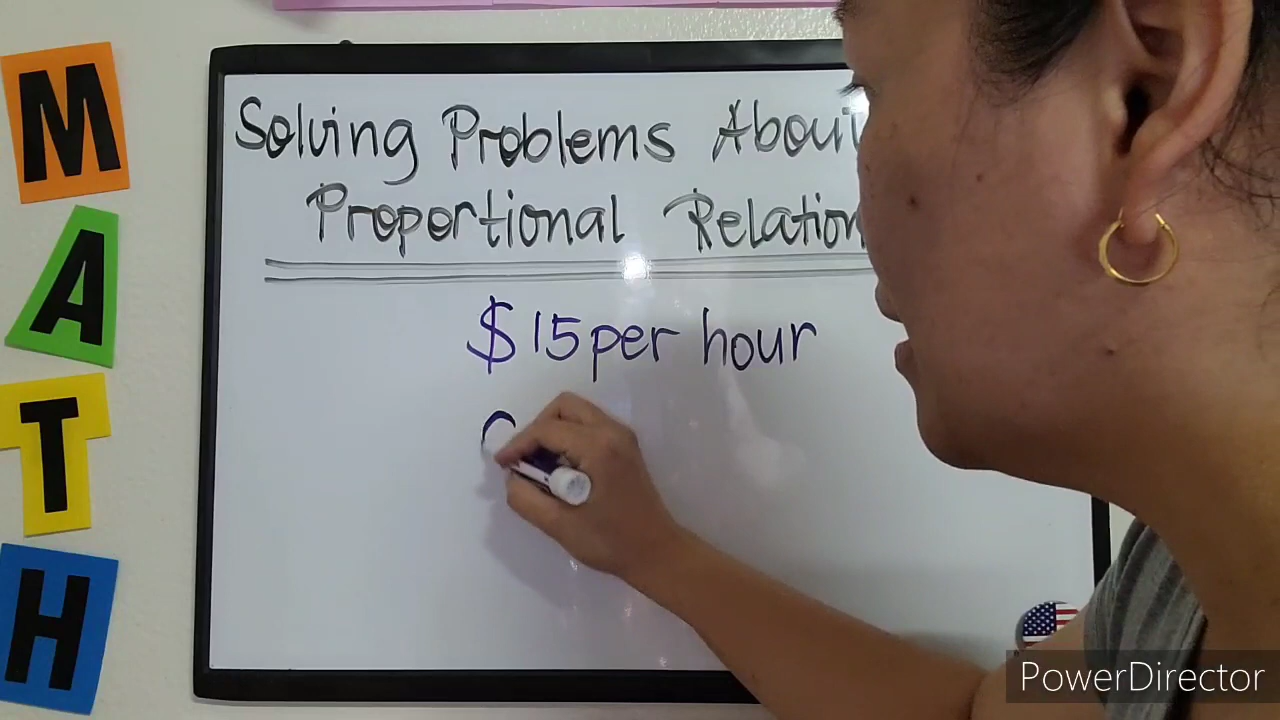 M
A
T
H
Solving Problems About
Proportional Relation
$15 per hour
PowerDirector